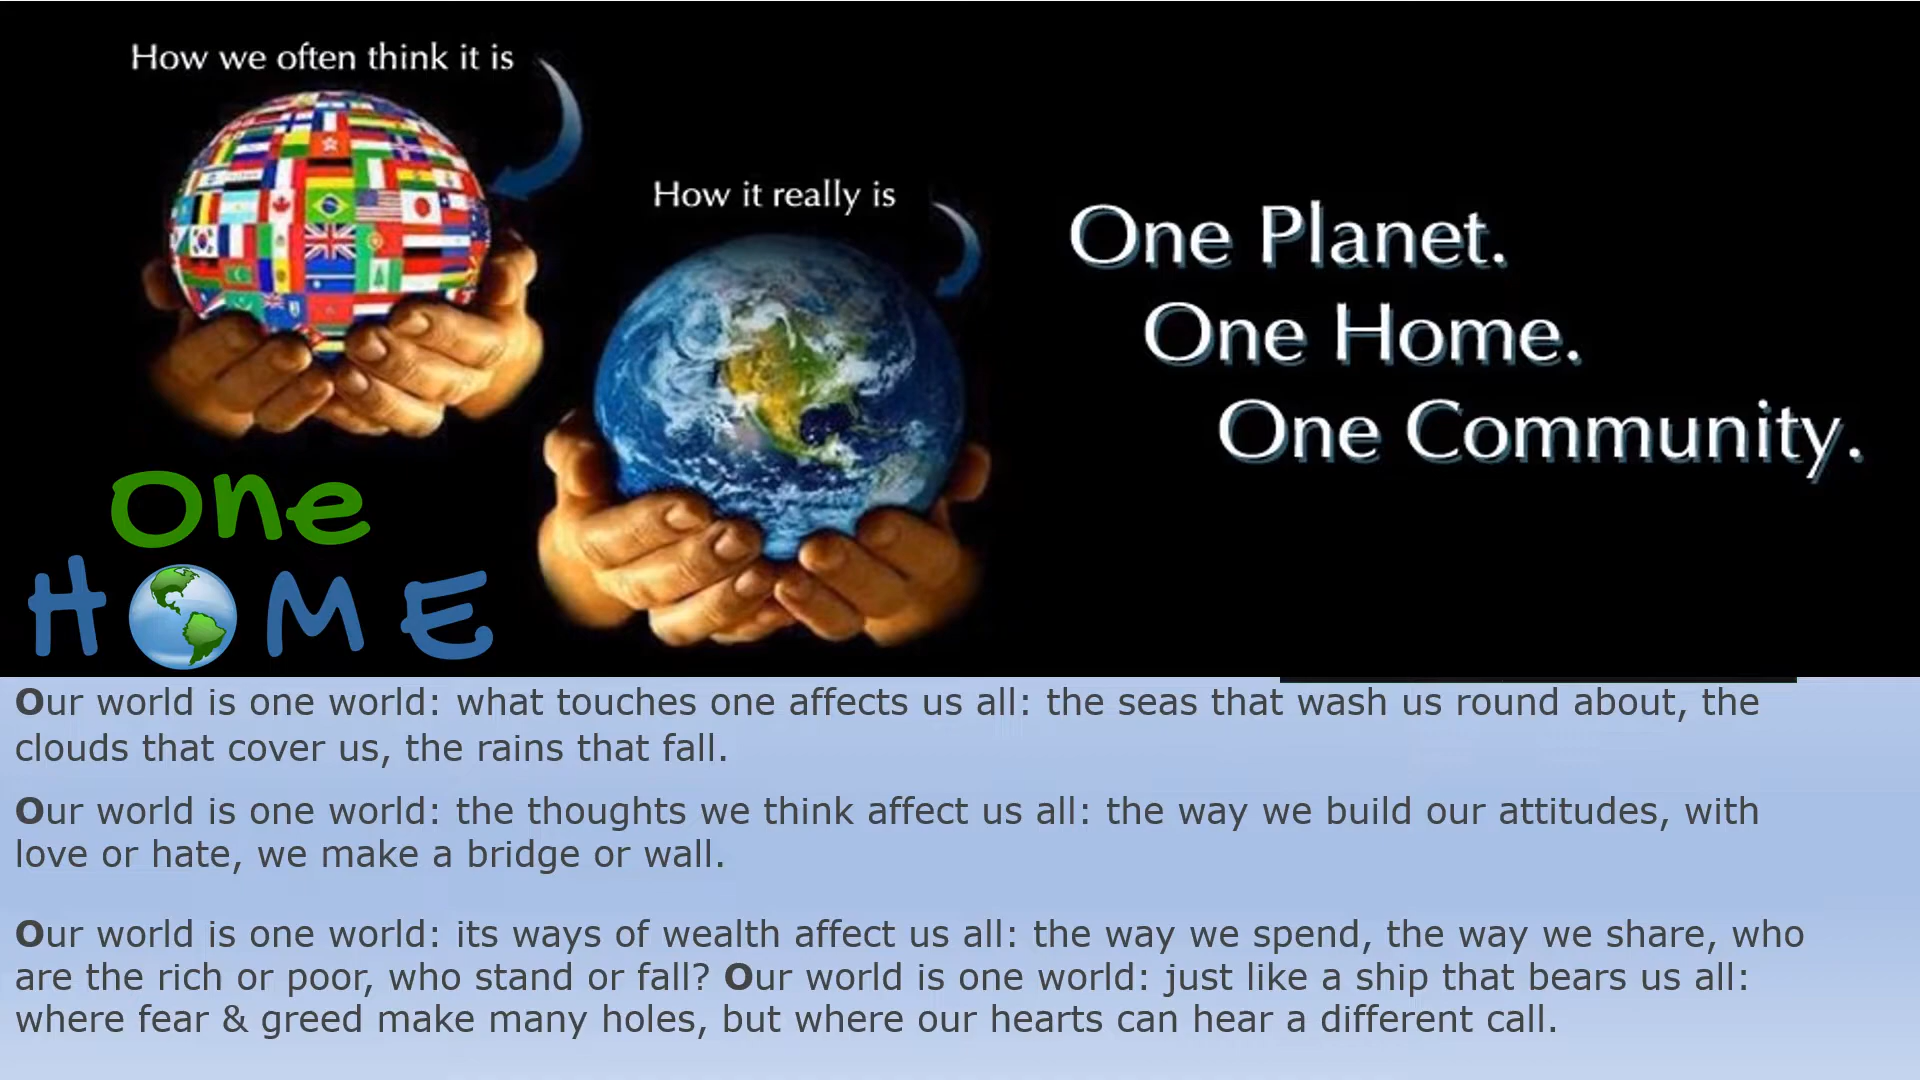 How we often think it is
How it really is
One Planet.
One Home.
One Community.
One
HOME
Our world is one world: what touches one affects us all: the seas that wash us round about, the
clouds that cover us, the rains that fall.
Our world is one world: the thoughts we think affect us all: the way we build our attitudes, with
love or hate, we make a bridge or wall.
Our world is one world: its ways of wealth affect us all: the way we spend, the way we share, who
are the rich or poor, who stand or fall? Our world is one world: just like a ship that bears us all:
where fear & greed make many holes, but where our hearts can hear a different call.